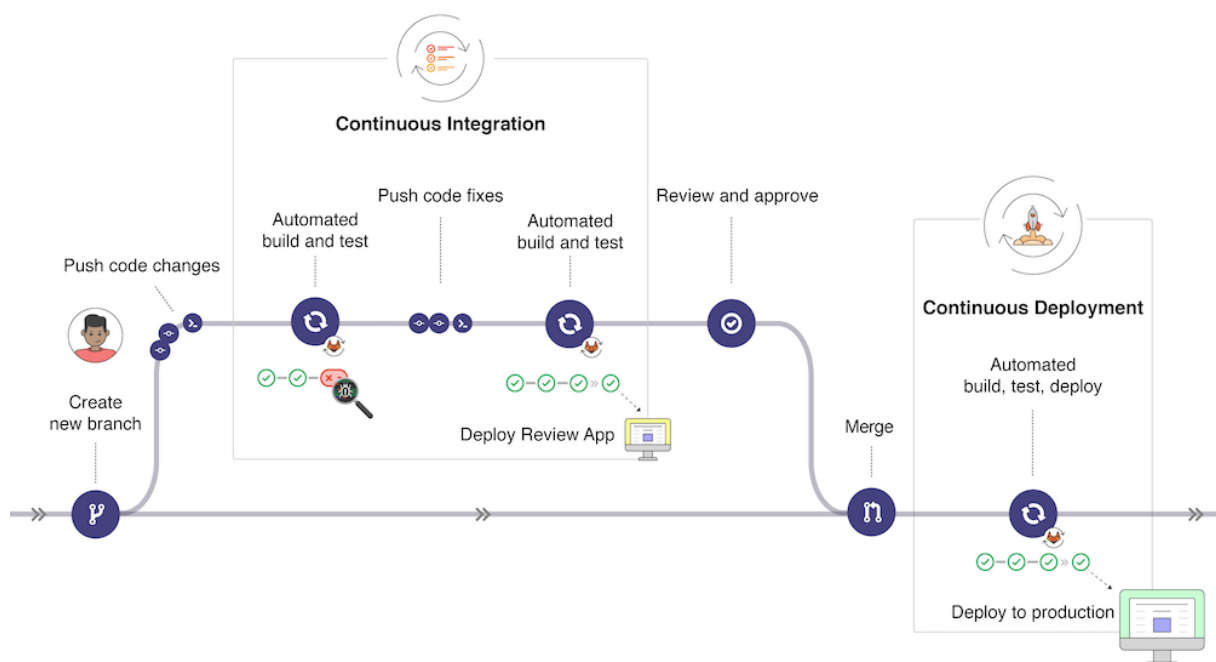 Continuous Integration
Push code fixes
Review and approve
Automated
build and test
Automated
build and test
Push code changes
Continuous Deployment
Automated
build, test, deploy
Create
new branch
Deploy Review App
Merge
Deploy to production